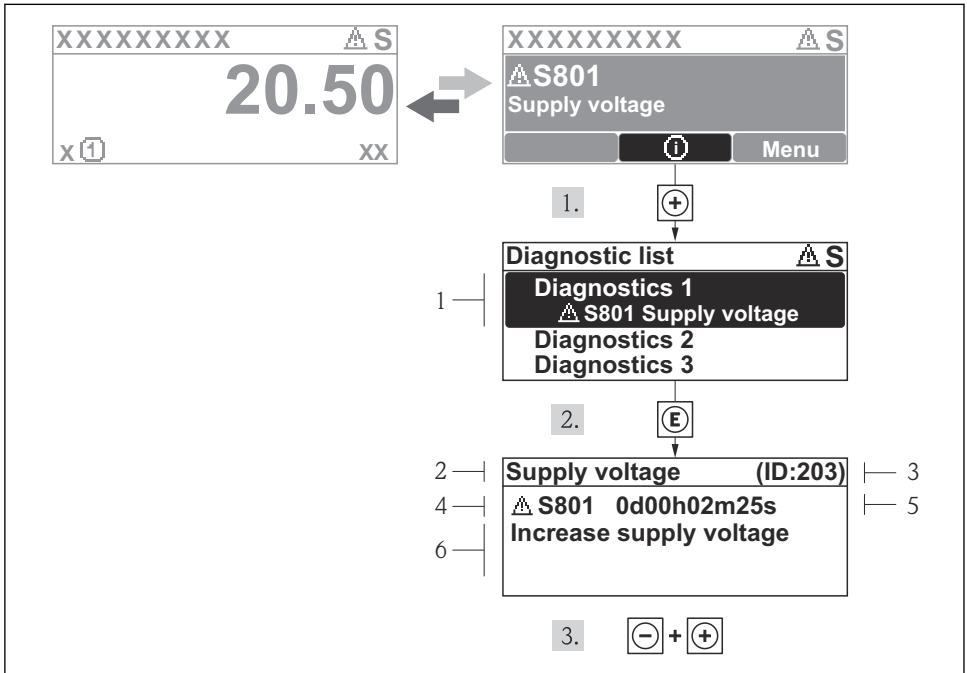 XXXXXXXXX ⚠ S
20.50
x ① xx
XXXXXXXXX ⚠ S
⚠ S801
Supply voltage
ⓘ Menu
1. +
Diagnostic list ⚠ S
1 Diagnostics 1
⚠ S801 Supply voltage
Diagnostics 2
Diagnostics 3
2. E
2 Supply voltage (ID:203) 3
4 ⚠ S801 0d00h02m25s 5
6 Increase supply voltage
3. - + +